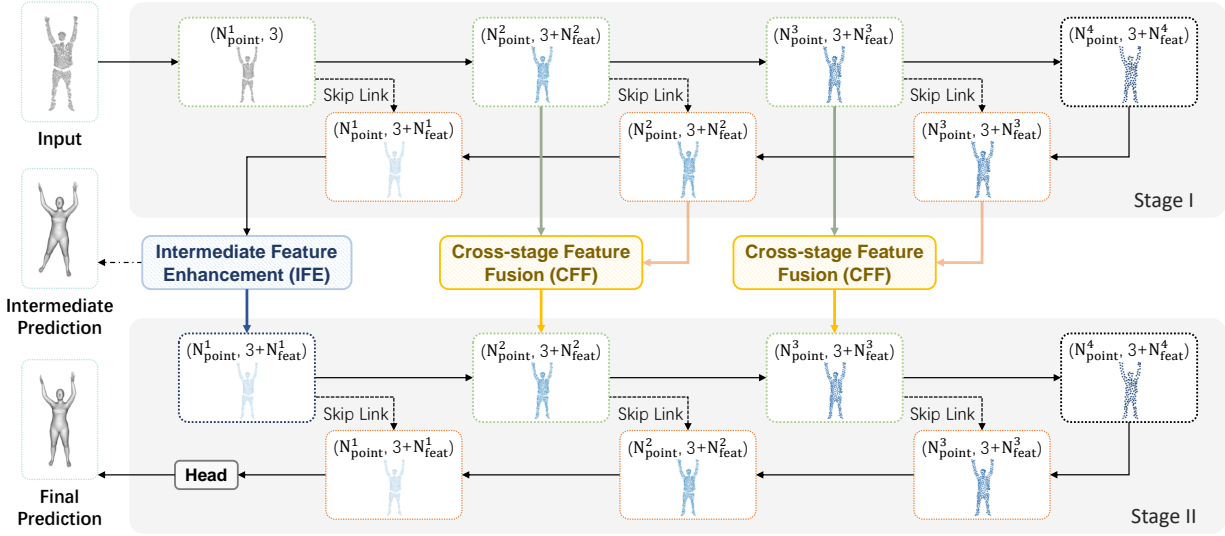 Input
(N¹point, 3)
(N²point, 3+N²feat)
(N³point, 3+N³feat)
(N⁴point, 3+N⁴feat)
Skip Link
Skip Link
Skip Link
(N¹point, 3+N¹feat)
(N²point, 3+N²feat)
(N³point, 3+N³feat)
Stage I
Intermediate
Prediction
Intermediate Feature
Enhancement (IFE)
Cross-stage Feature
Fusion (CFF)
Cross-stage Feature
Fusion (CFF)
(N¹point, 3+N¹feat)
(N²point, 3+N²feat)
(N³point, 3+N³feat)
(N⁴point, 3+N⁴feat)
Skip Link
Skip Link
Skip Link
(N¹point, 3+N¹feat)
(N²point, 3+N²feat)
(N³point, 3+N³feat)
Head
Final
Prediction
Stage II